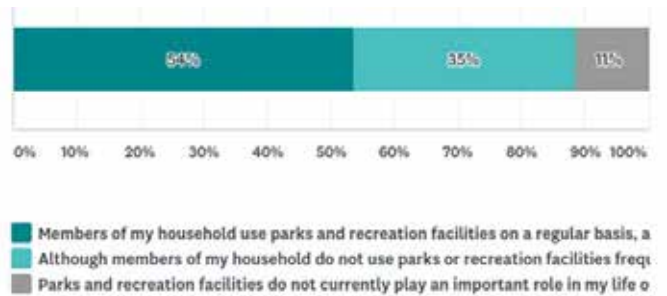 54% 35% 11%
0% 10% 20% 30% 40% 50% 60% 70% 80% 90% 100%
Members of my household use parks and recreation facilities on a regular basis, a
Although members of my household do not use parks or recreation facilities frequ
Parks and recreation facilities do not currently play an important role in my life o